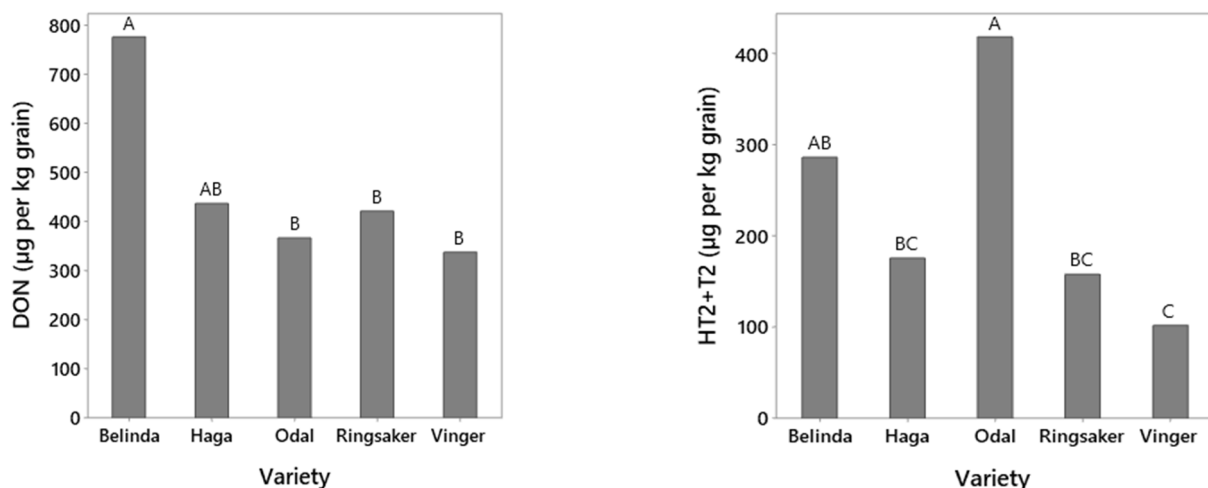 DON (µg per kg grain)
800
700
600
500
400
300
200
100
0
A
AB
B
B
B
Belinda Haga Odal Ringsaker Vinger
Variety
HT2+T2 (µg per kg grain)
400
300
200
100
0
AB
BC
A
BC
C
Belinda Haga Odal Ringsaker Vinger
Variety